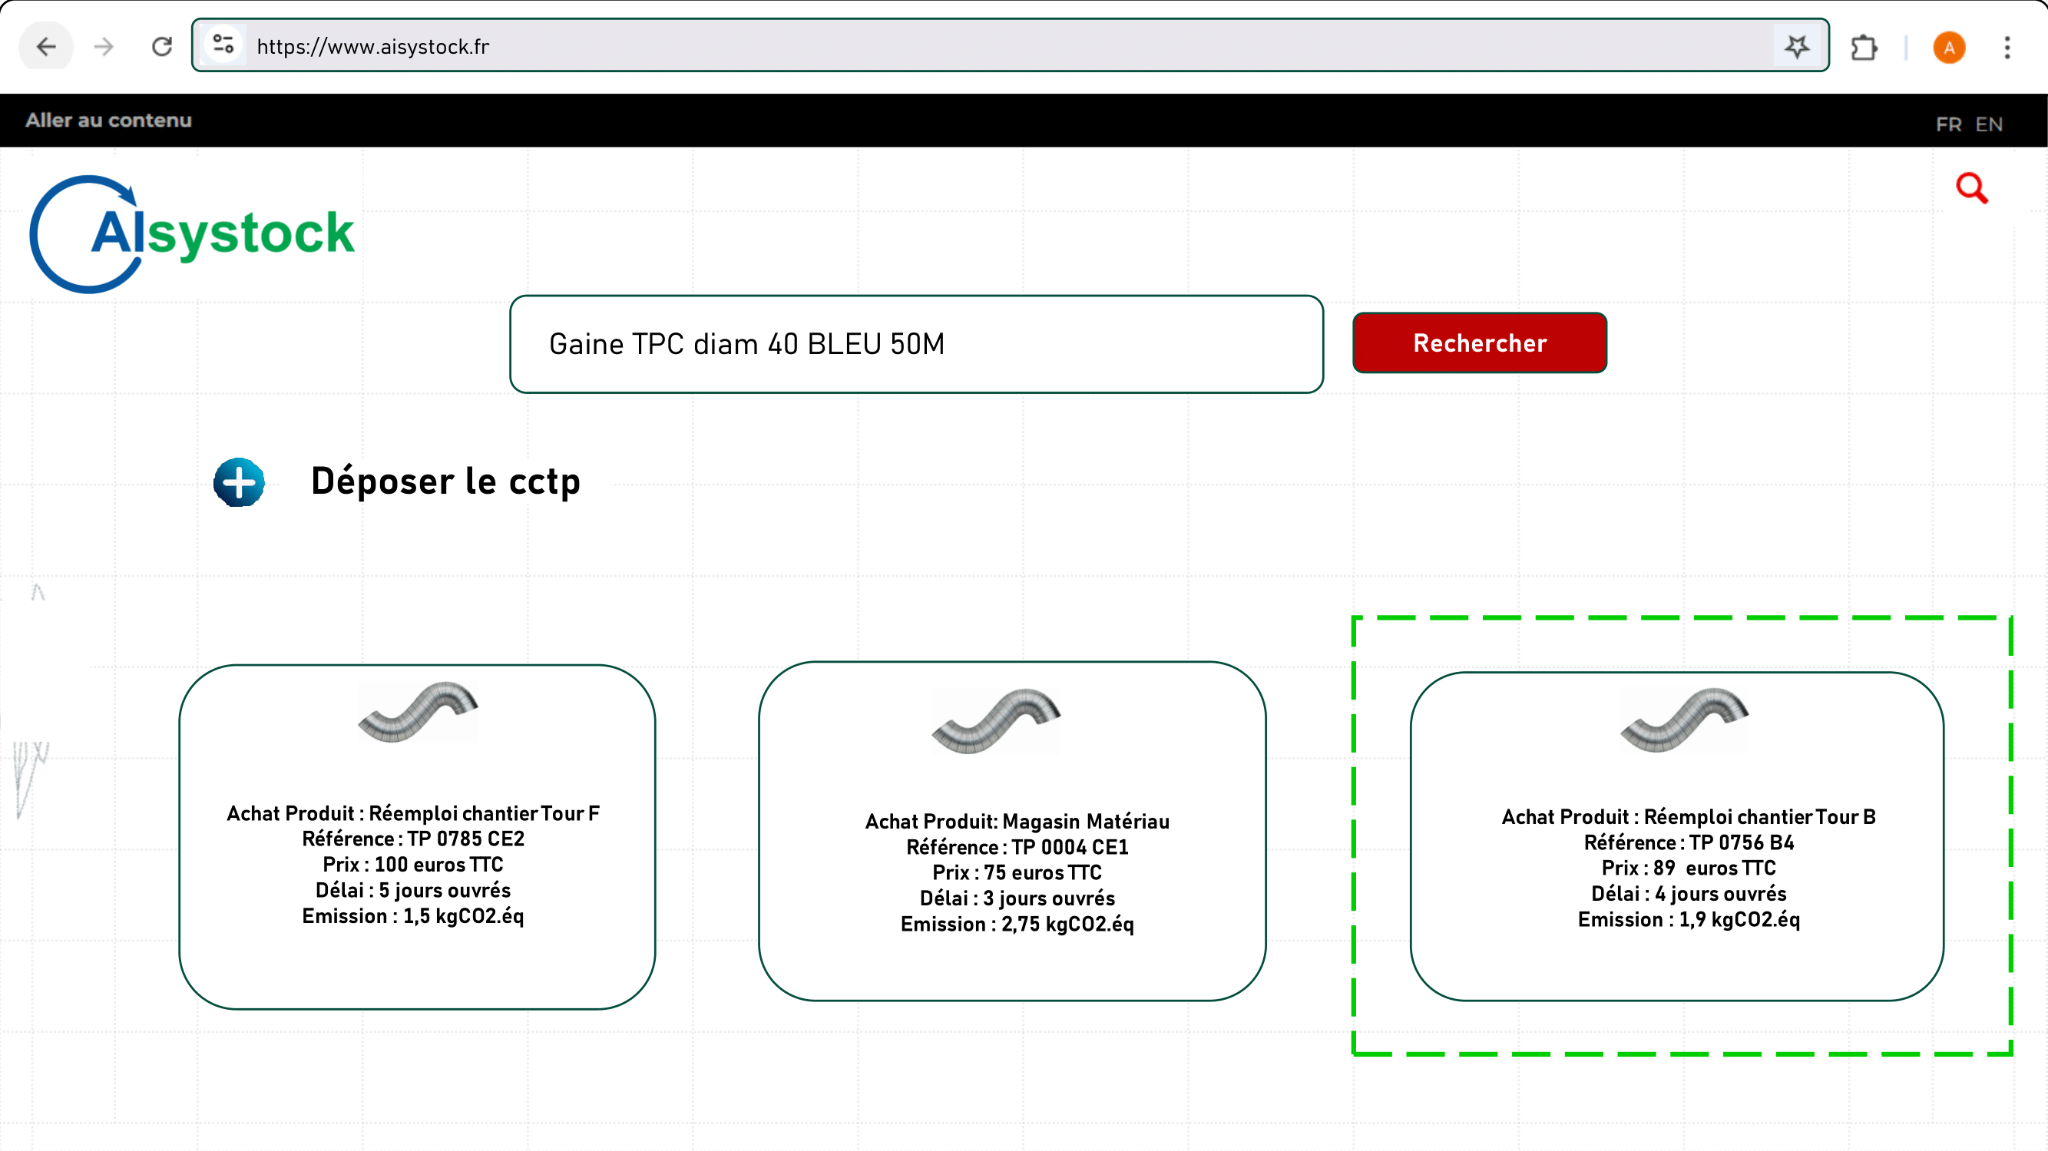 https://www.aisystock.fr
A
Aller au contenu
FR EN
AIsystock
Gaine TPC diam 40 BLEU 50M
Rechercher
Déposer le cctp
Achat Produit : Réemploi chantier Tour F
Référence : TP 0785 CE2
Prix : 100 euros TTC
Délai : 5 jours ouvrés
Emission : 1,5 kgCO2.éq
Achat Produit: Magasin Matériau
Référence : TP 0004 CE1
Prix : 75 euros TTC
Délai : 3 jours ouvrés
Emission : 2,75 kgCO2.éq
Achat Produit : Réemploi chantier Tour B
Référence : TP 0756 B4
Prix : 89 euros TTC
Délai : 4 jours ouvrés
Emission : 1,9 kgCO2.éq